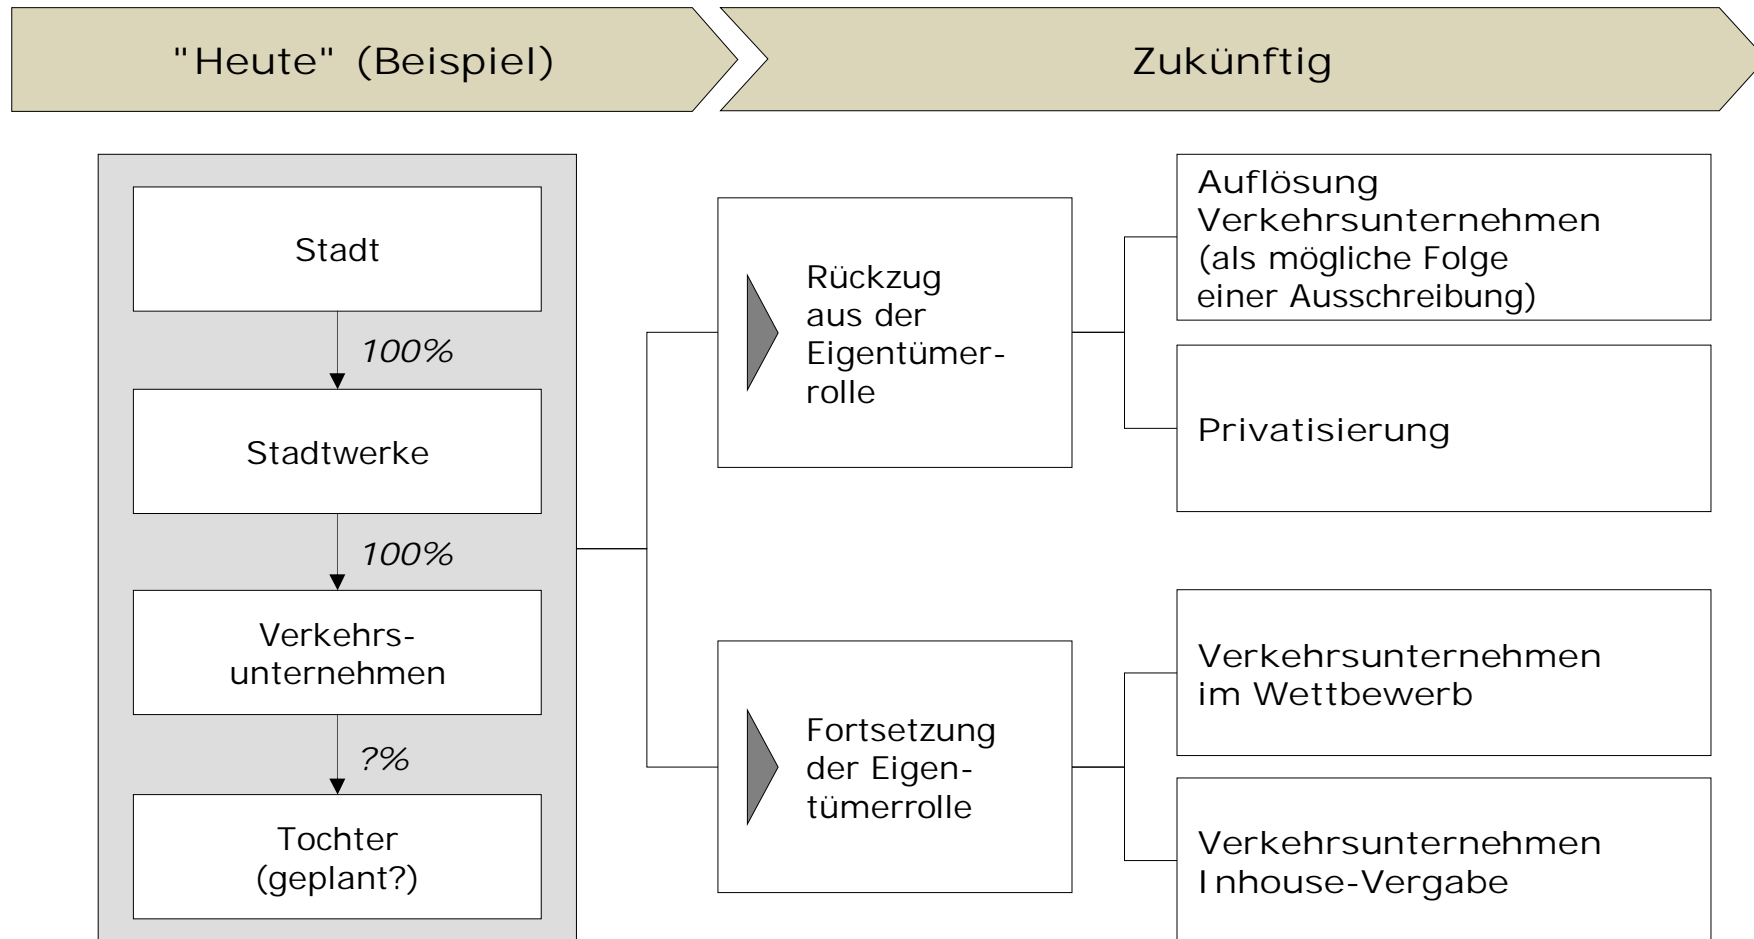 "Heute" (Beispiel)
Zukünftig
Stadt
100%
Stadtwerke
100%
Verkehrs-
unternehmen
?%
Tochter
(geplant?)
Rückzug
aus der
Eigentümer-
rolle
Fortsetzung
der Eigen-
tümerrolle
Auflösung
Verkehrsunternehmen
(als mögliche Folge
einer Ausschreibung)
Privatisierung
Verkehrsunternehmen
im Wettbewerb
Verkehrsunternehmen
Inhouse-Vergabe